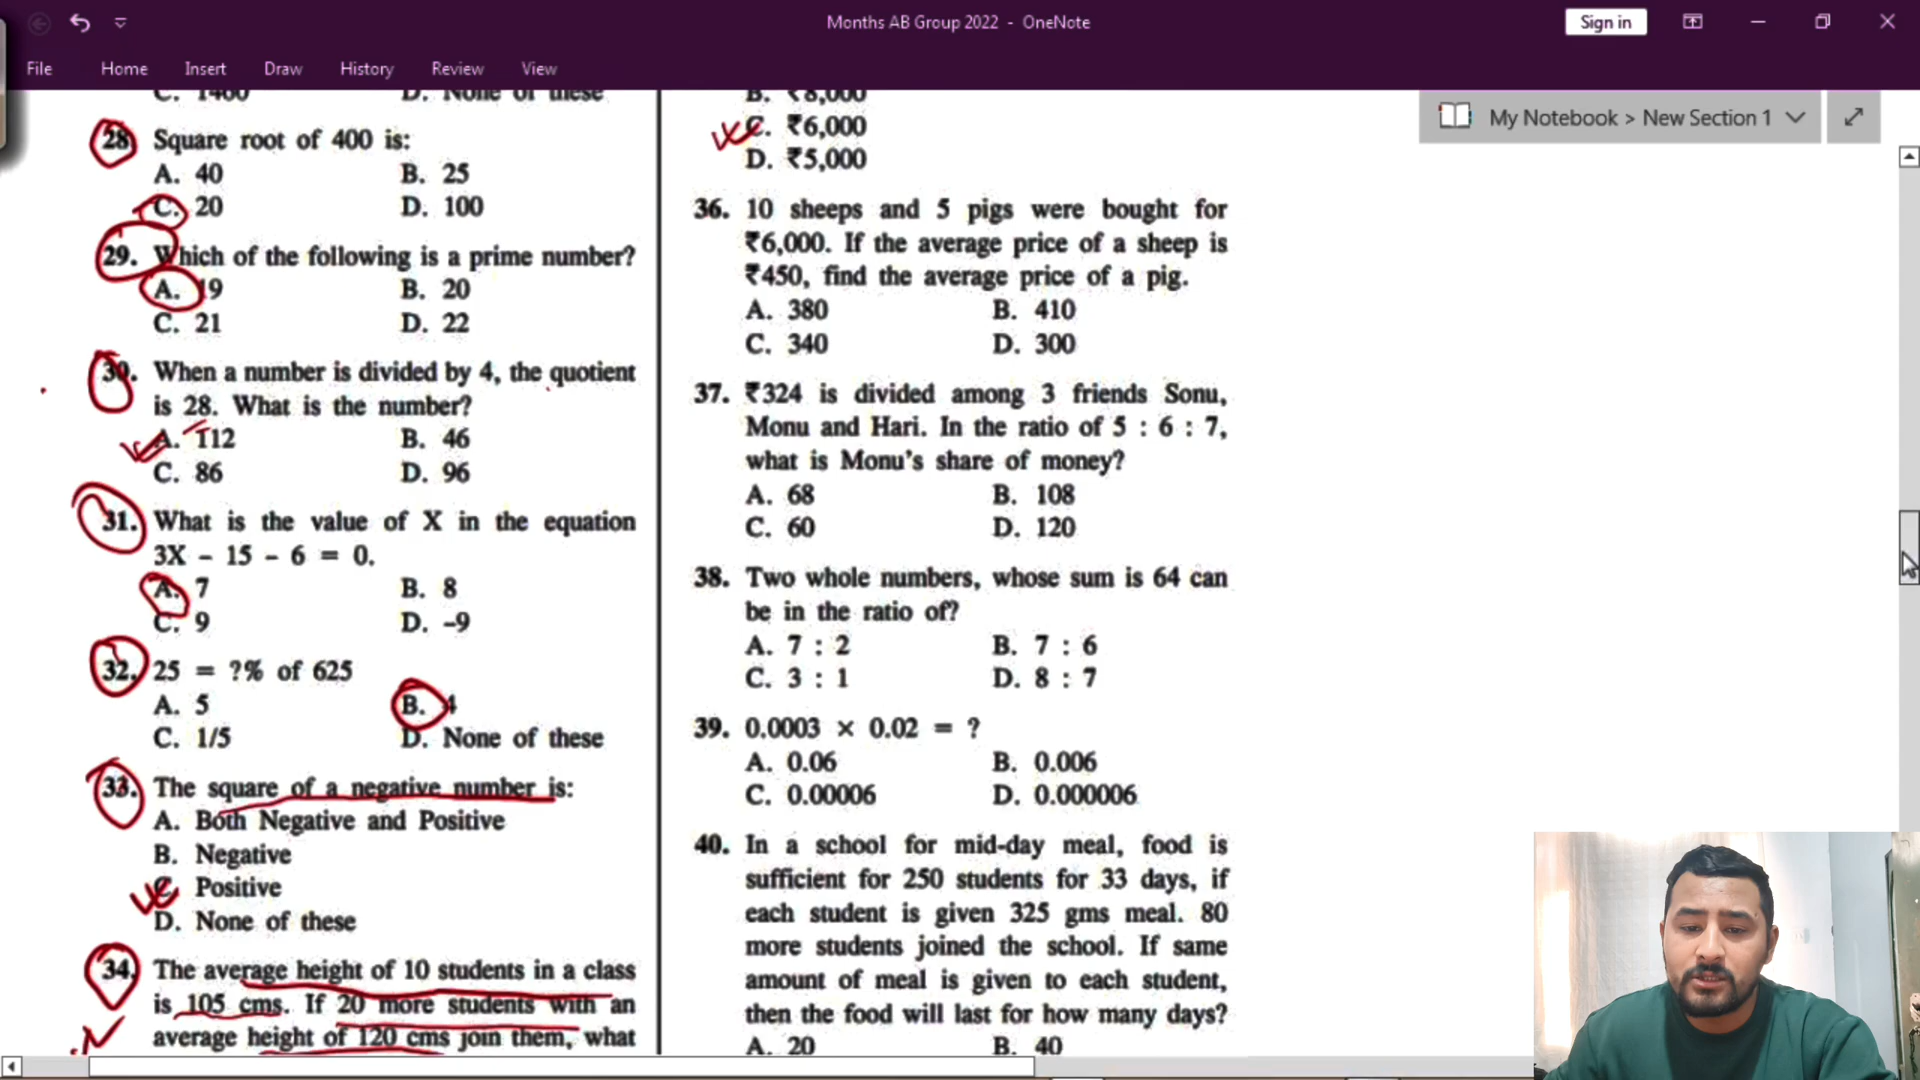 Months AB Group 2022 - OneNote
Sign in
File Home Insert Draw History Review View
My Notebook > New Section 1
C. 1400 D. None of these
28. Square root of 400 is:
A. 40 B. 25
C. 20 D. 100
29. Which of the following is a prime number?
A. 19 B. 20
C. 21 D. 22
30. When a number is divided by 4, the quotient
is 28. What is the number?
A. 112 B. 46
C. 86 D. 96
31. What is the value of X in the equation
3X – 15 – 6 = 0.
A. 7 B. 8
C. 9 D. –9
32. 25 = ?% of 625
A. 5 B. 4
C. 1/5 D. None of these
33. The square of a negative number is:
A. Both Negative and Positive
B. Negative
C. Positive
D. None of these
34. The average height of 10 students in a class
is 105 cms. If 20 more students with an
average height of 120 cms join them, what
B. ₹8,000
C. ₹6,000
D. ₹5,000
36. 10 sheeps and 5 pigs were bought for
₹6,000. If the average price of a sheep is
₹450, find the average price of a pig.
A. 380 B. 410
C. 340 D. 300
37. ₹324 is divided among 3 friends Sonu,
Monu and Hari. In the ratio of 5 : 6 : 7,
what is Monu's share of money?
A. 68 B. 108
C. 60 D. 120
38. Two whole numbers, whose sum is 64 can
be in the ratio of?
A. 7 : 2 B. 7 : 6
C. 3 : 1 D. 8 : 7
39. 0.0003 × 0.02 = ?
A. 0.06 B. 0.006
C. 0.00006 D. 0.000006
40. In a school for mid-day meal, food is
sufficient for 250 students for 33 days, if
each student is given 325 gms meal. 80
more students joined the school. If same
amount of meal is given to each student,
then the food will last for how many days?
A. 20 B. 40